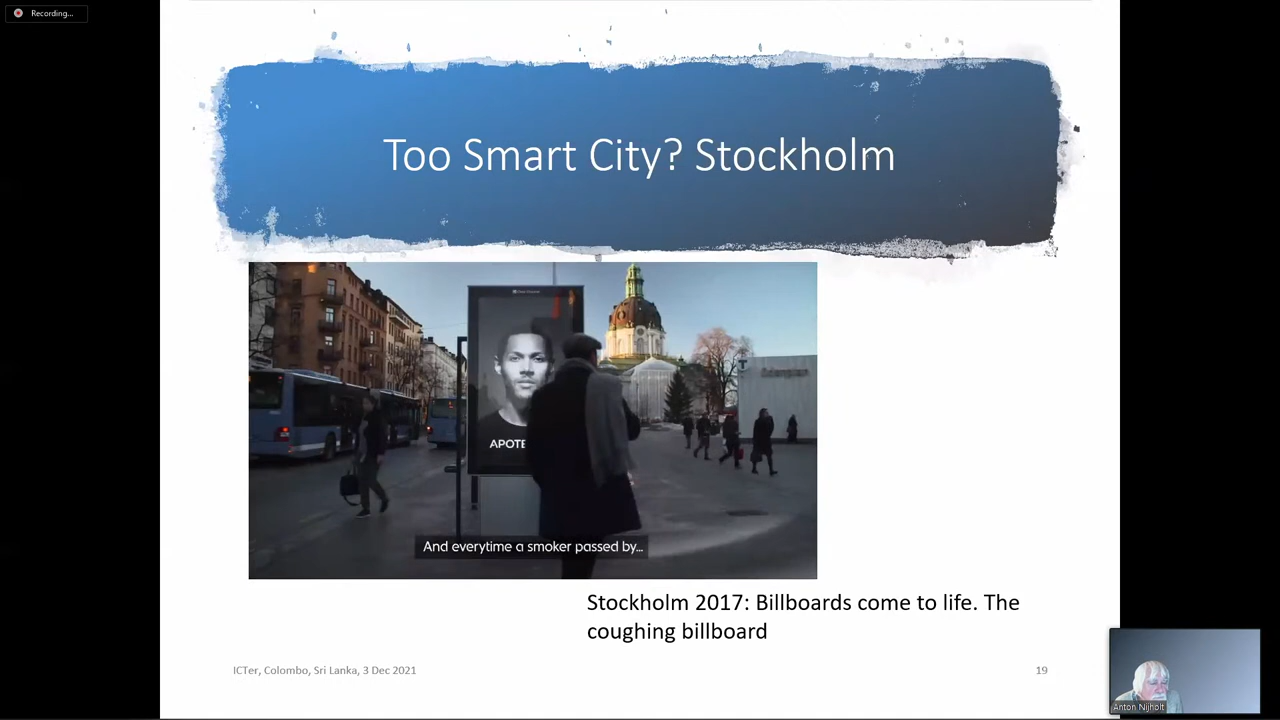 Recording...
Too Smart City? Stockholm
APOTE
T
And everytime a smoker passed by...
Stockholm 2017: Billboards come to life. The
coughing billboard
ICTer, Colombo, Sri Lanka, 3 Dec 2021
19
Anton Nijholt